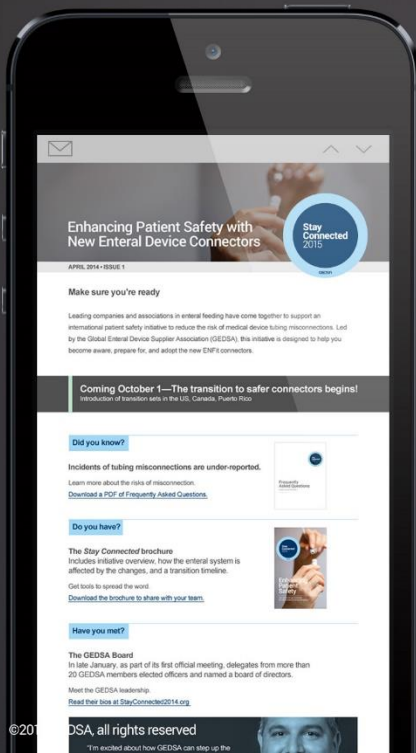 Enhancing Patient Safety with
New Enteral Device Connectors
Stay
Connected
2015
GEDSA
APRIL 2014 • ISSUE 1
Make sure you're ready
Leading companies and associations in enteral feeding have come together to support an
international patient safety initiative to reduce the risk of medical device tubing misconnections. Led
by the Global Enteral Device Supplier Association (GEDSA), this initiative is designed to help you
become aware, prepare for, and adopt the new ENFit connectors.
Coming October 1—The transition to safer connectors begins!
Introduction of transition sets in the US, Canada, Puerto Rico
Did you know?
Incidents of tubing misconnections are under-reported.
Learn more about the risks of misconnection.
Download a PDF of Frequently Asked Questions.
Frequently
Asked Questions
Do you have?
The Stay Connected brochure
Includes initiative overview, how the enteral system is
affected by the changes, and a transition timeline.
Get tools to spread the word.
Download the brochure to share with your team.
Enhancing
Patient
Safety
Have you met?
The GEDSA Board
In late January, as part of its first official meeting, delegates from more than
20 GEDSA members elected officers and named a board of directors.
Meet the GEDSA leadership.
Read their bios at StayConnected2014.org
DSA, all rights reserved
"I'm excited about how GEDSA can step up the